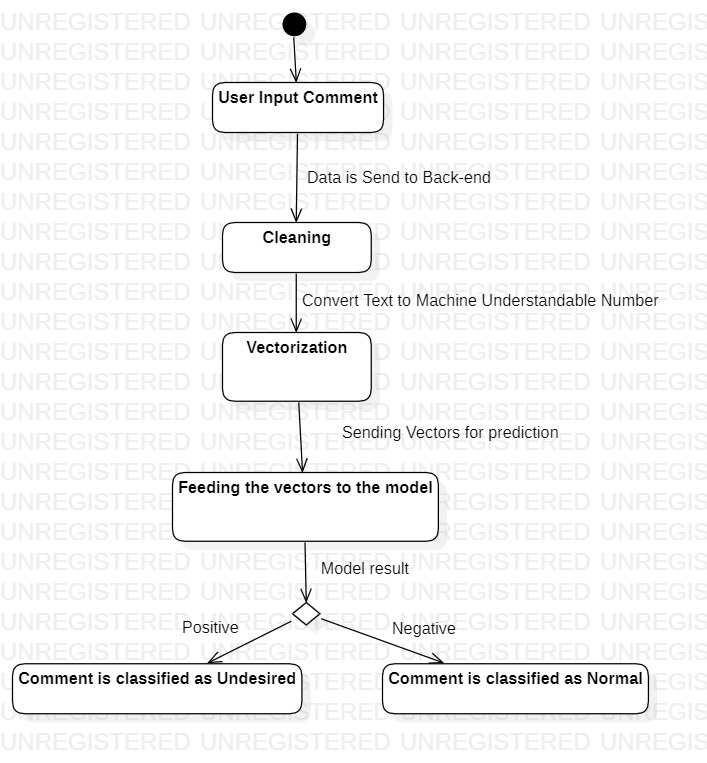 User Input Comment
Data is Send to Back-end
Cleaning
Convert Text to Machine Understandable Number
Vectorization
Sending Vectors for prediction
Feeding the vectors to the model
Model result
Positive
Negative
Comment is classified as Undesired
Comment is classified as Normal
UNREGISTERED